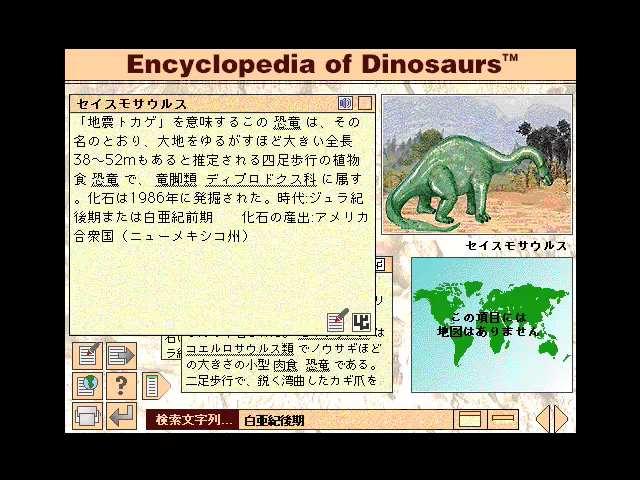 Encyclopedia of Dinosaurs™
セイスモサウルス
「地震トカゲ」を意味するこの 恐竜 は、その
名のとおり、大地をゆるがすほど大きい全長
38～52mもあると推定される四足歩行の植物
食 恐竜 で、 竜脚類 ディプロドクス科 に属す
。化石は1986年に発掘された。時代:ジュラ紀
後期または白亜紀前期　　化石の産出:アメリカ
合衆国（ニューメキシコ州）
セイスモサウルス
この項目には
地図はありません
リ
は
コエルロサウルス類 でノウサギほど
の大きさの小型 肉食 恐竜 である。
二足歩行で、鋭く湾曲したカギ爪を
?
検索文字列... 白亜紀後期